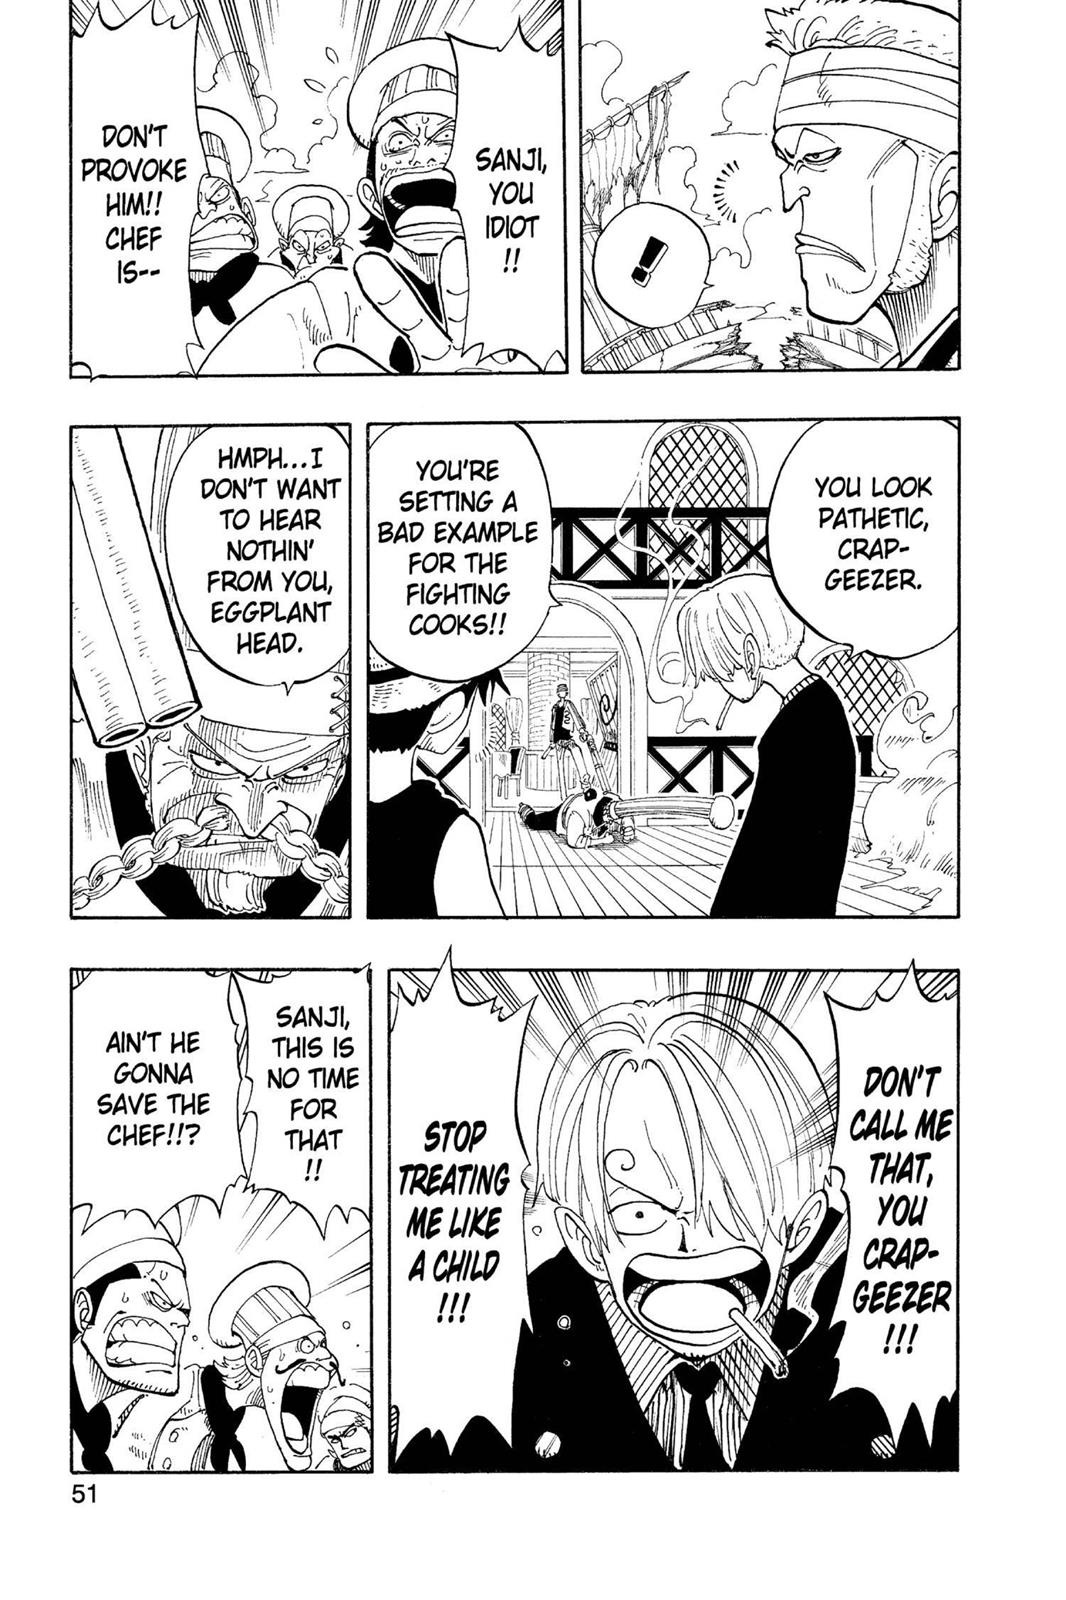 !
SANJI,
YOU
IDIOT
!!
DON'T
PROVOKE
HIM!!
CHEF
IS--
YOU LOOK
PATHETIC,
CRAP-
GEEZER.
YOU'RE
SETTING A
BAD EXAMPLE
FOR THE
FIGHTING
COOKS!!
HMPH...I
DON'T WANT
TO HEAR
NOTHIN'
FROM YOU,
EGGPLANT
HEAD.
DON'T
CALL ME
THAT,
YOU
CRAP-
GEEZER
!!!
STOP
TREATING
ME LIKE
A CHILD
!!!
SANJI,
THIS IS
NO TIME
FOR
THAT
!!
AIN'T HE
GONNA
SAVE THE
CHEF!!?
51